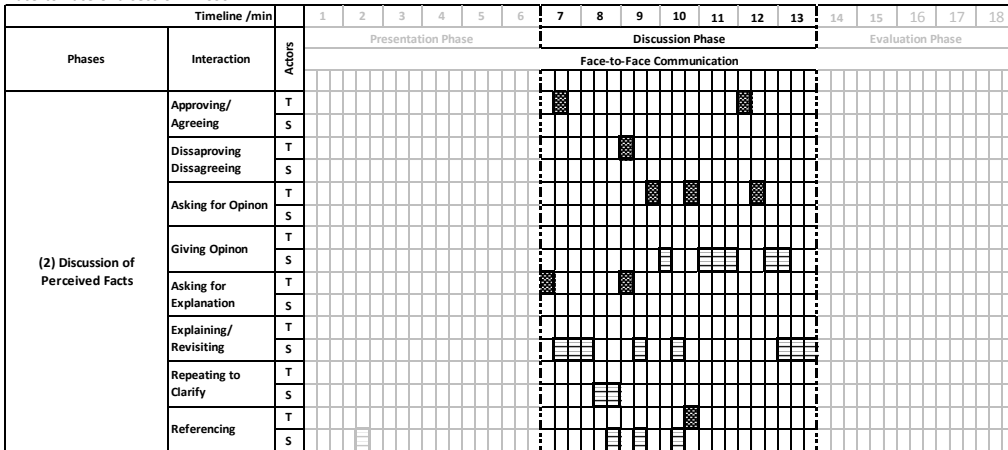 Timeline /min 1 2 3 4 5 6 7 8 9 10 11 12 13 14 15 16 17 18
Phases Interaction Actors Presentation Phase Discussion Phase Evaluation Phase
Face-to-Face Communication
(2) Discussion of
Perceived Facts
Approving/
Agreeing
T
S
Dissaproving
Dissagreeing
T
S
Asking for Opinon
T
S
Giving Opinon
T
S
Asking for
Explanation
T
S
Explaining/
Revisiting
T
S
Repeating to
Clarify
T
S
Referencing
T
S